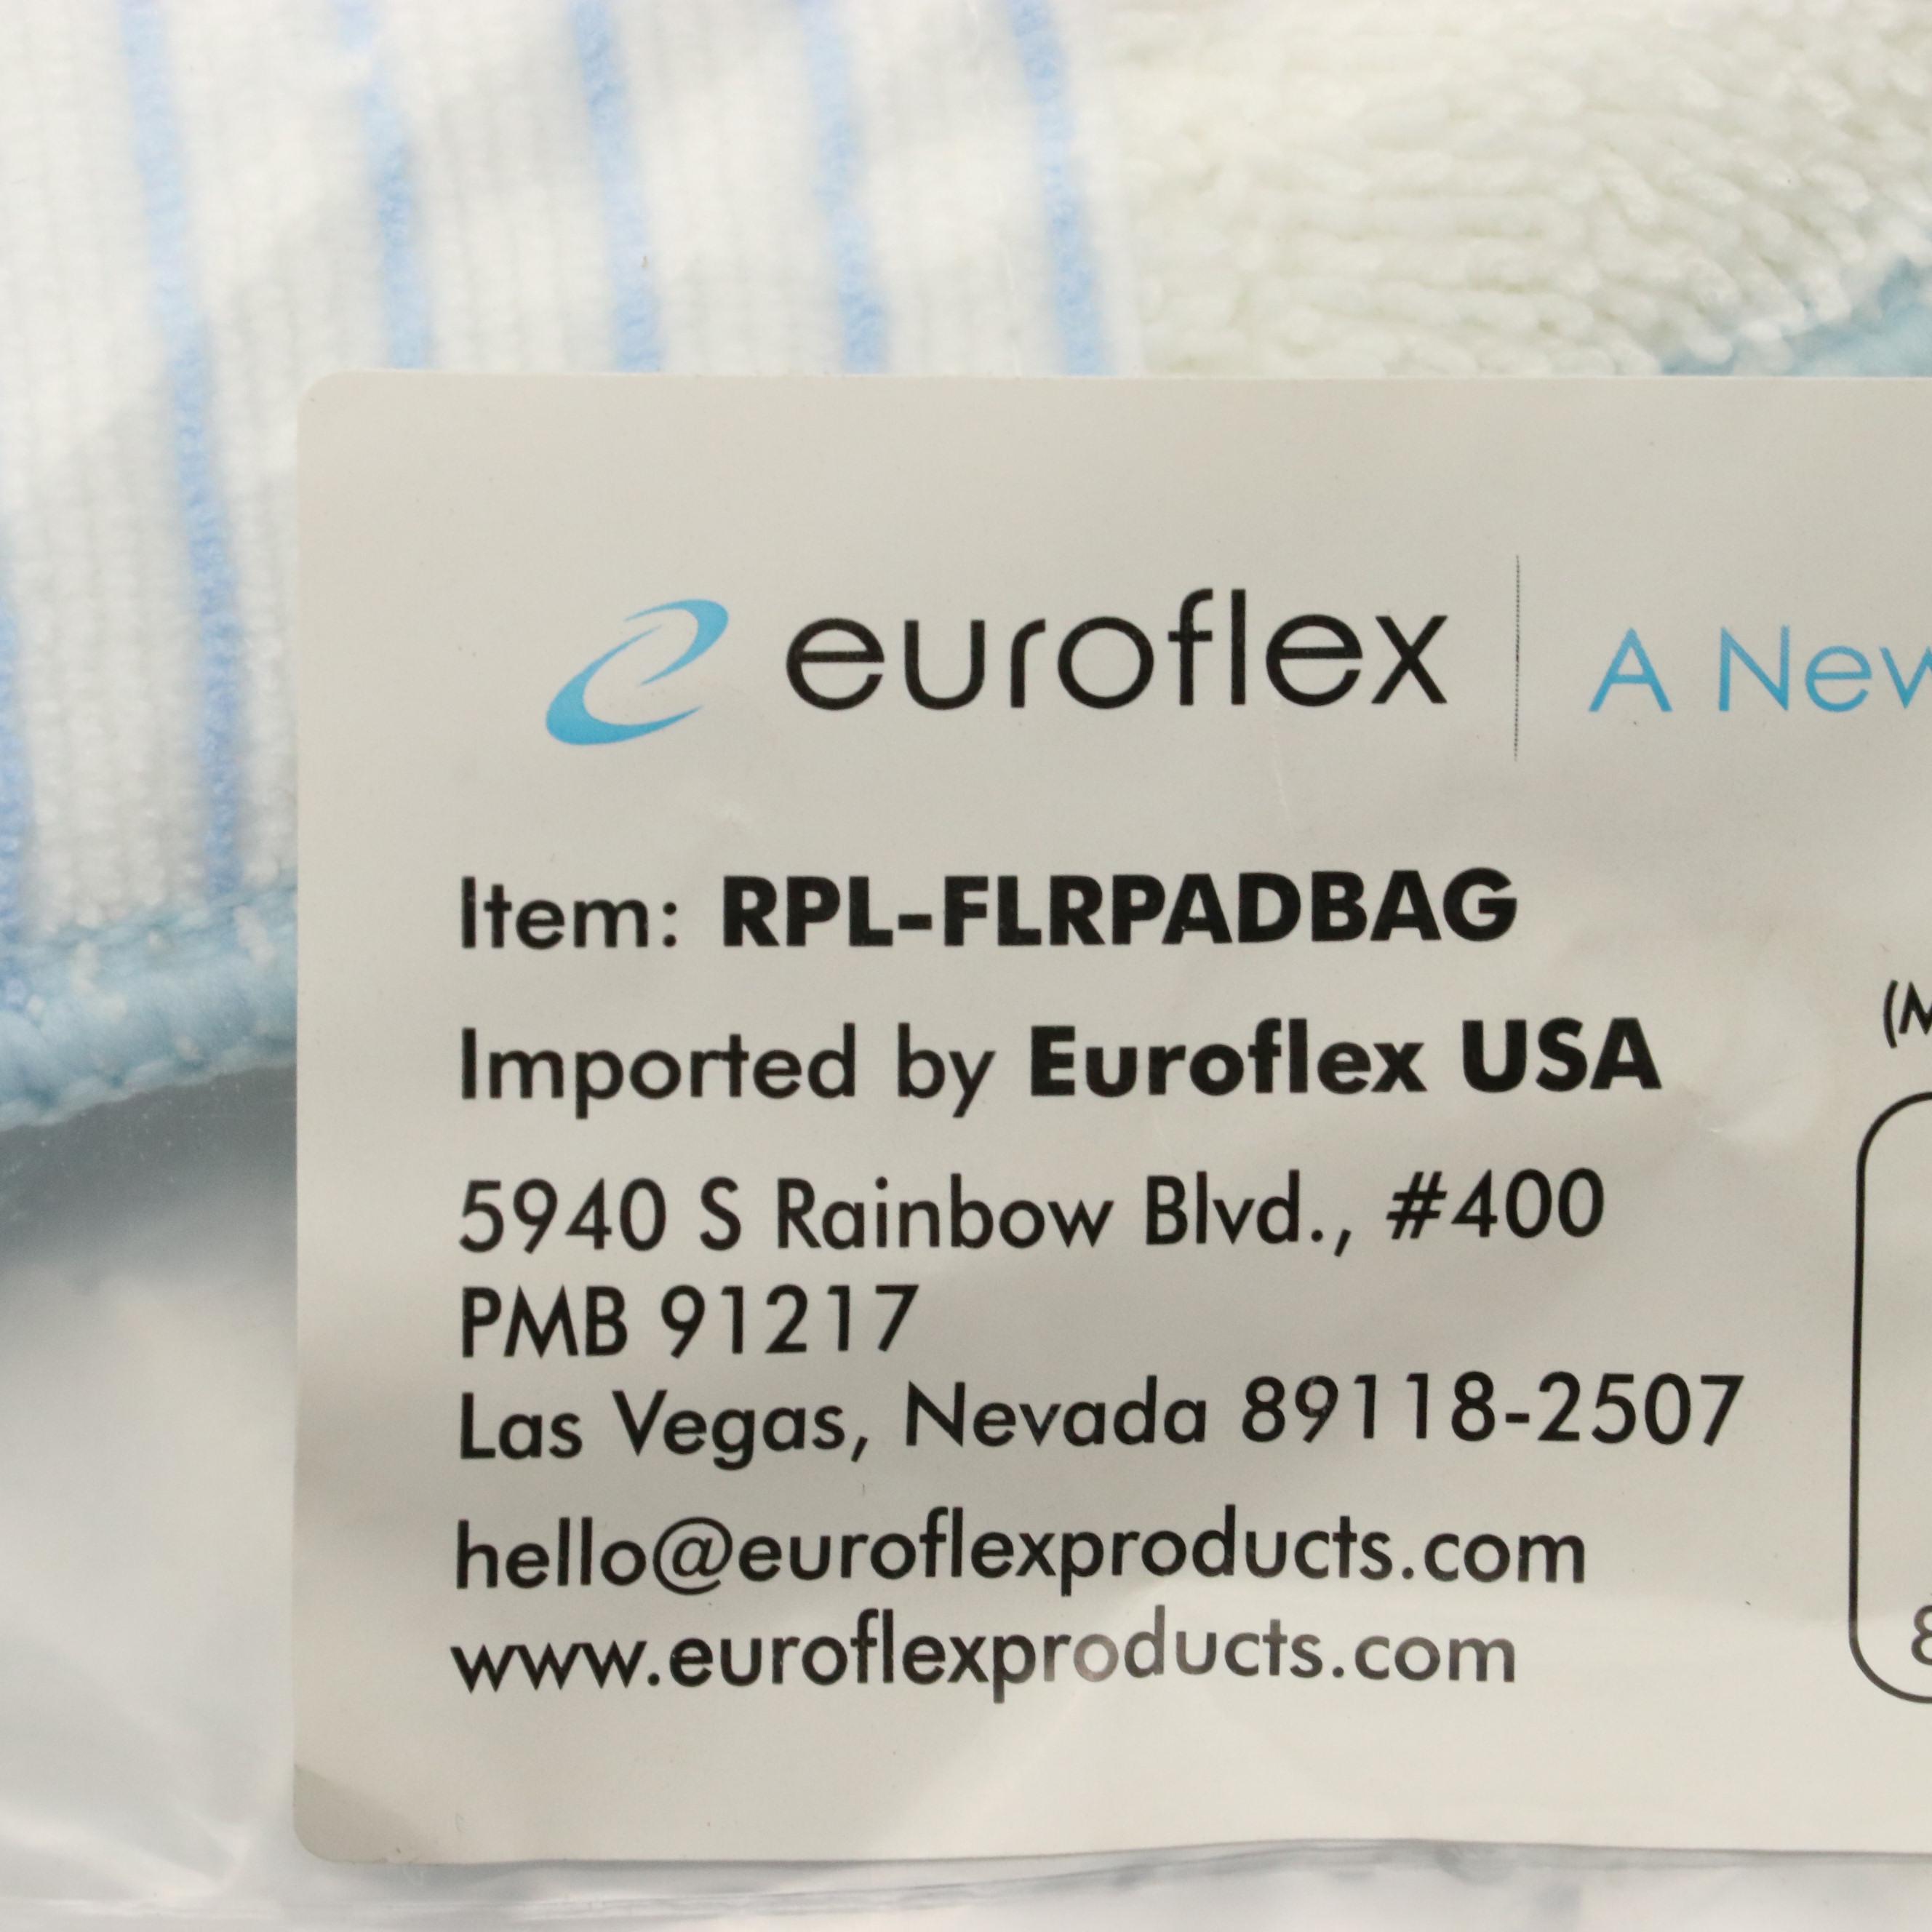 euroflex
A New
Item: RPL-FLRPADBAG
Imported by Euroflex USA
5940 S Rainbow Blvd., #400
PMB 91217
Las Vegas, Nevada 89118-2507
hello@euroflexproducts.com
www.euroflexproducts.com